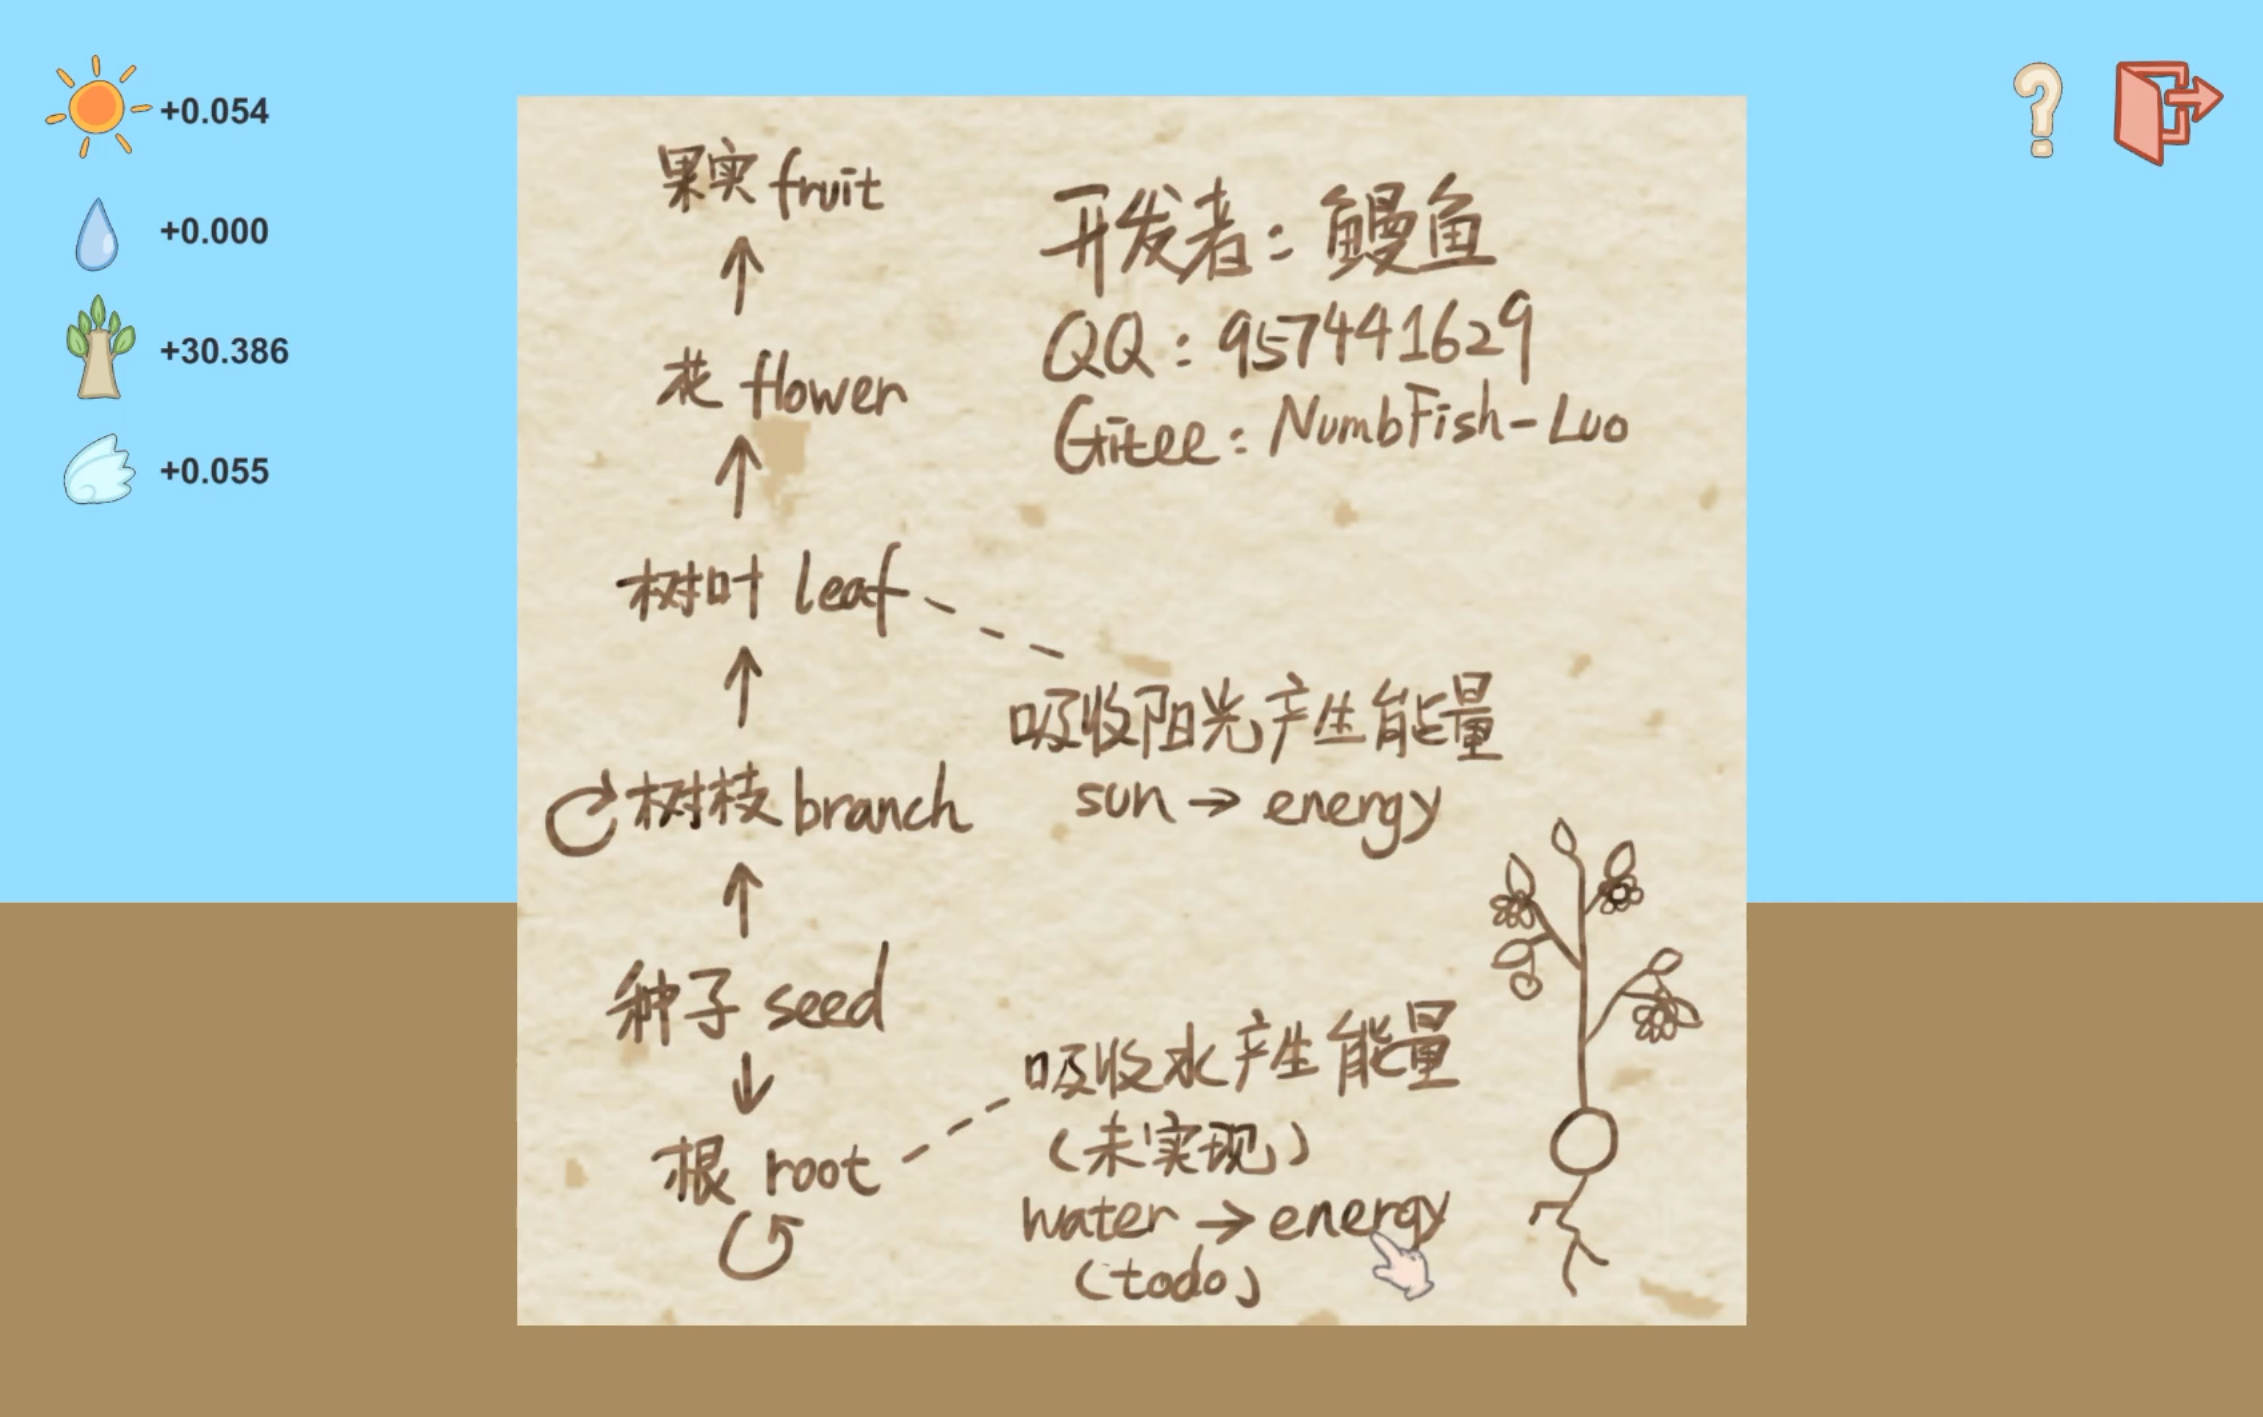 +0.054
+0.000
+30.386
+0.055
果实 fruit
花 flower
树叶 leaf
树枝 branch
种子 seed
根 root
开发者：鳗鱼
QQ：957441629
Gitee：NumbFish-Luo
吸收阳光产生能量
sun → energy
吸收水产生能量
（未实现）
water → energy
(todo)